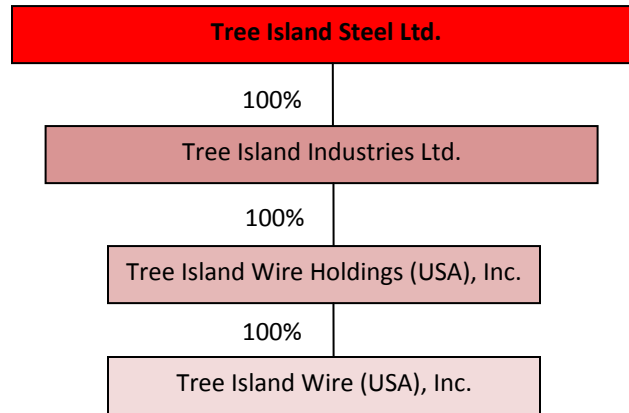 Tree Island Steel Ltd.
100%
Tree Island Industries Ltd.
100%
Tree Island Wire Holdings (USA), Inc.
100%
Tree Island Wire (USA), Inc.